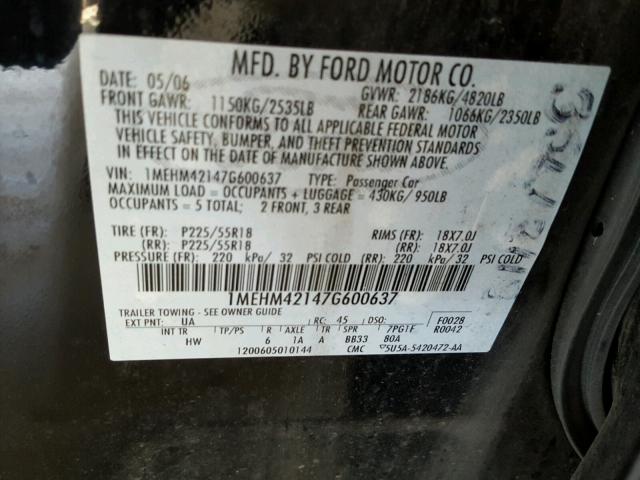 MFD. BY FORD MOTOR CO.
DATE: 05/06 GVWR: 2186KG/4820LB
FRONT GAWR: 1150KG/2535LB REAR GAWR: 1066KG/2350LB
THIS VEHICLE CONFORMS TO ALL APPLICABLE FEDERAL MOTOR
VEHICLE SAFETY, BUMPER, AND THEFT PREVENTION STANDARDS
IN EFFECT ON THE DATE OF MANUFACTURE SHOWN ABOVE.
VIN: 1MEHM42147G600637 TYPE: Passenger Car
MAXIMUM LOAD = OCCUPANTS + LUGGAGE = 430KG/ 950LB
OCCUPANTS = 5 TOTAL; 2 FRONT, 3 REAR
TIRE (FR): P225/55R18 RIMS (FR): 18X7.0J
(RR): P225/55R18 (RR): 18X7.0J
PRESSURE (FR): 220 kPa/ 32 PSI COLD (RR): 220 kPa/ 32 PSI COLD
1MEHM42147G600637
TRAILER TOWING - SEE OWNER GUIDE
EXT PNT: UA RC: 45 DSO: F0028
INT TR TP/PS R AXLE TR SPR 7PG1F R0042
HW 6 1A A BB33 80A
1200605010144 CMC 5U5A-5420472-AA